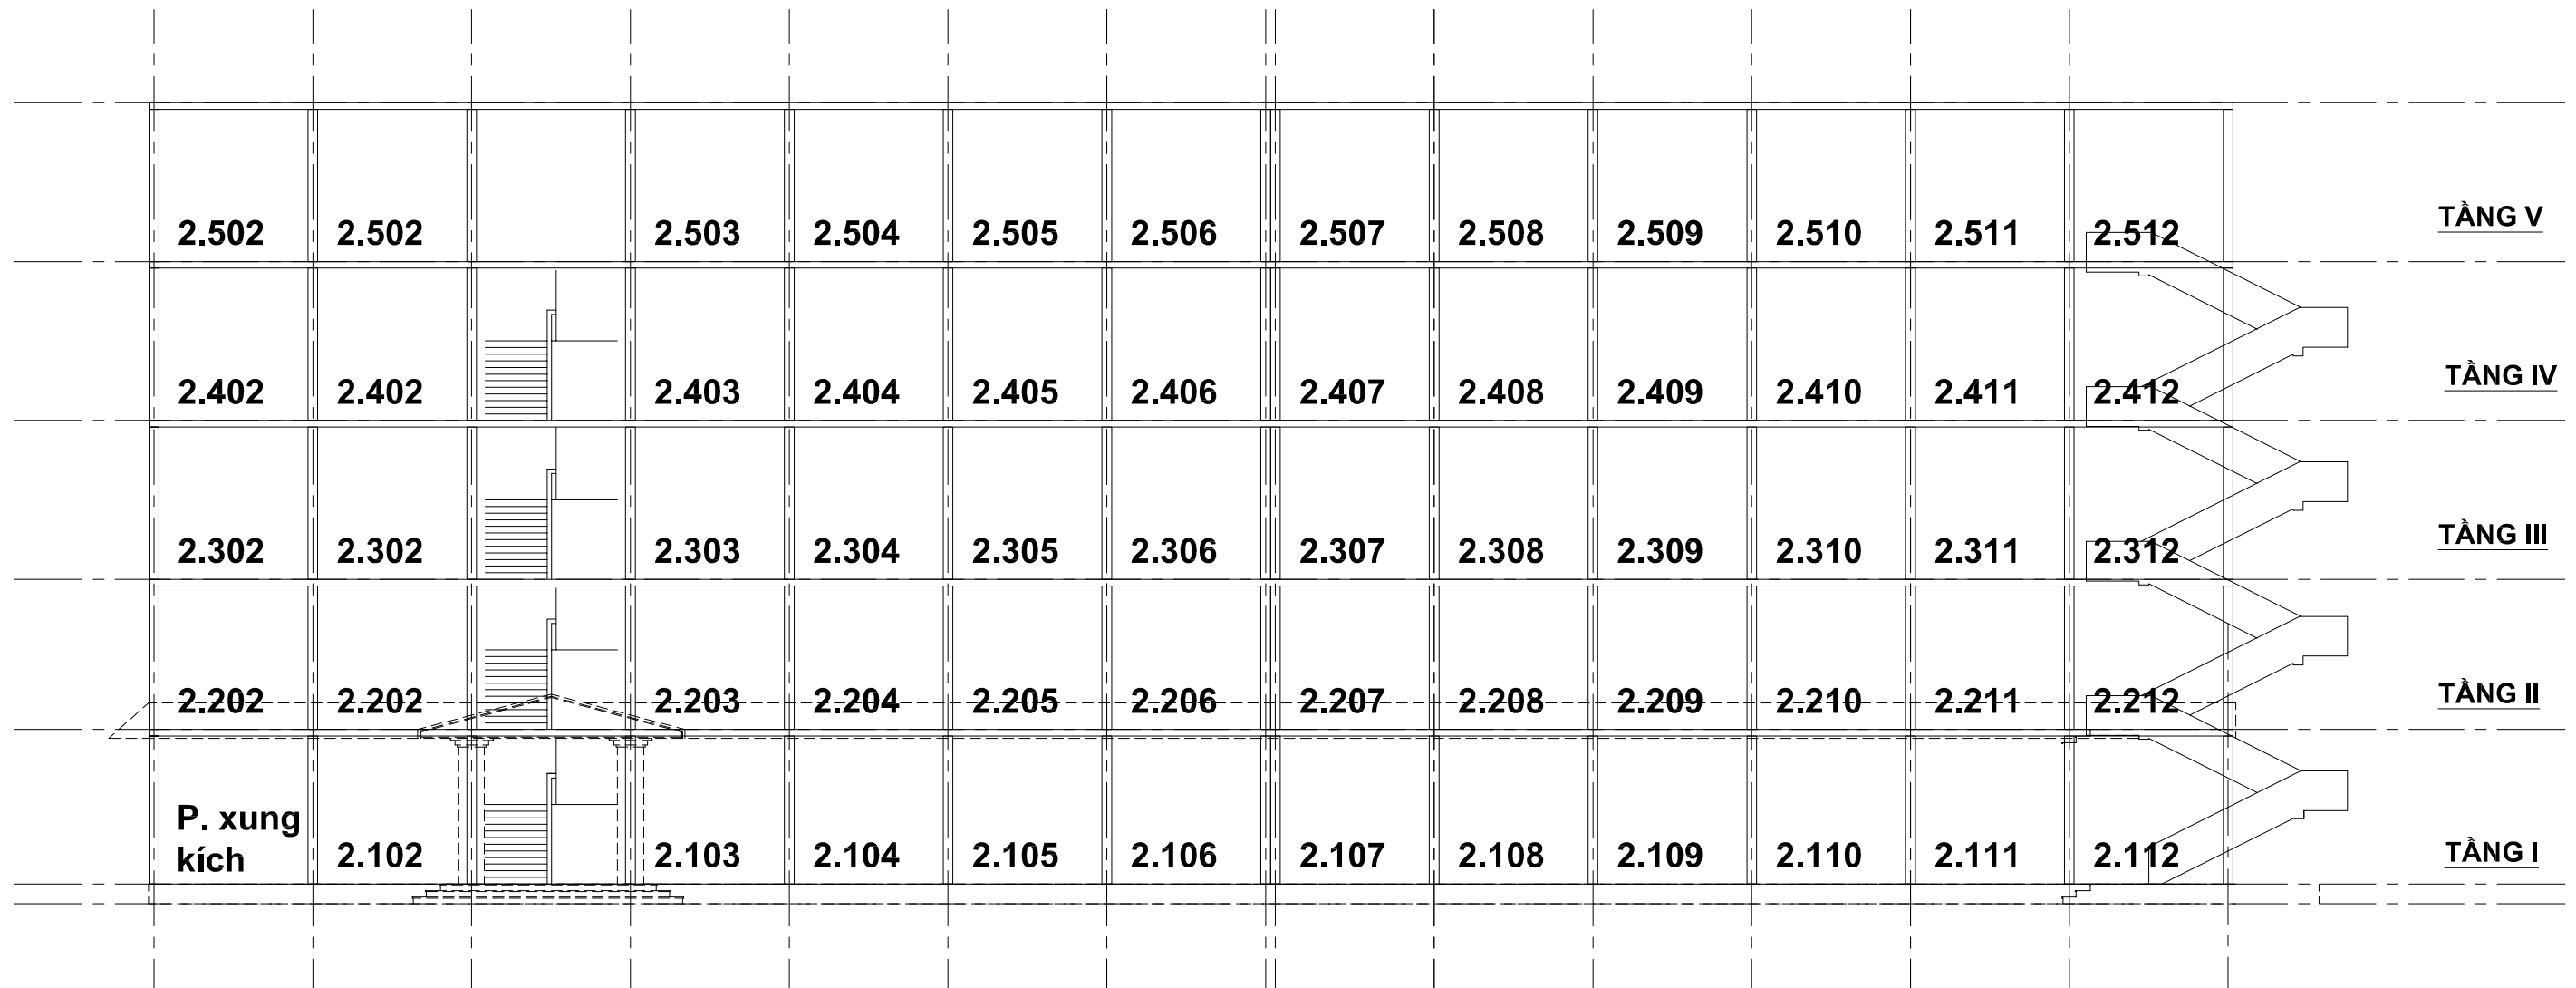 2.502 2.502 2.503 2.504 2.505 2.506 2.507 2.508 2.509 2.510 2.511 2.512 TẦNG V
2.402 2.402 2.403 2.404 2.405 2.406 2.407 2.408 2.409 2.410 2.411 2.412 TẦNG IV
2.302 2.302 2.303 2.304 2.305 2.306 2.307 2.308 2.309 2.310 2.311 2.312 TẦNG III
2.202 2.202 2.203 2.204 2.205 2.206 2.207 2.208 2.209 2.210 2.211 2.212 TẦNG II
P. xung
kích 2.102 2.103 2.104 2.105 2.106 2.107 2.108 2.109 2.110 2.111 2.112 TẦNG I